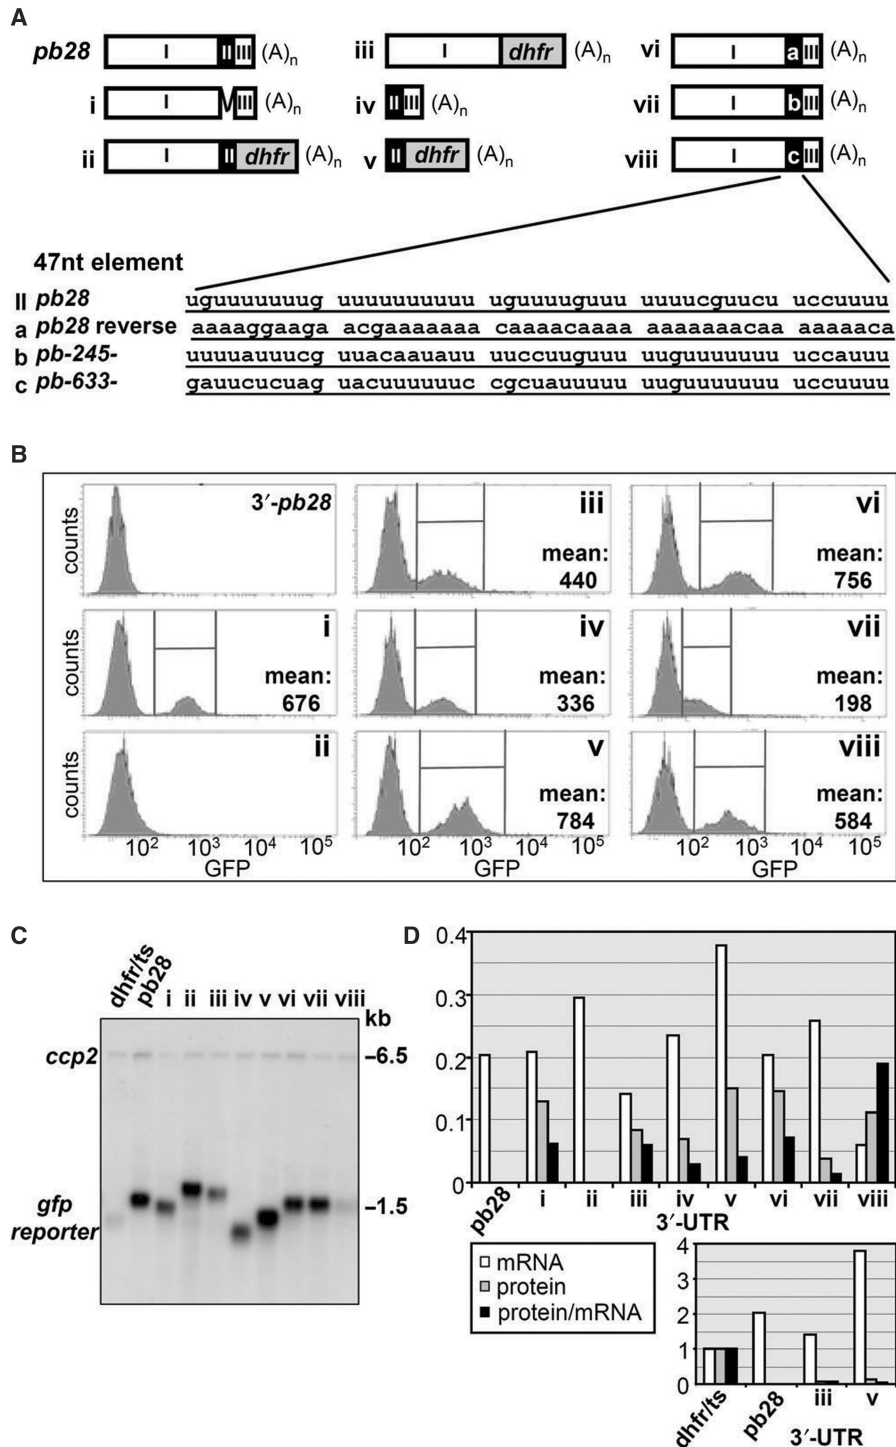 A
pb28 I II III (A)n
i I III (A)n
ii I II dhfr (A)n
iii I dhfr (A)n
iv II III (A)n
v II dhfr (A)n
vi I a III (A)n
vii I b III (A)n
viii I c III (A)n
47nt element
II pb28 uguuuuuuuug uuuuuuuuuuu uguuuuguuu uuuucguucu uccuuuu
a pb28 reverse aaaaggaaga acgaaaaaaa caaaacaaaa aaaaaaacaa aaaaaca
b pb-245- uuuuauuucg uuacaauauu uuccuuguuu uuguuuuuuu uccauuu
c pb-633- gauucucuag uacuuuuuuc cgcuauuuuu uuguuuuuuu uccuuuu
B
counts
3′-pb28
iii
mean:
440
vi
mean:
756
counts
i
mean:
676
iv
mean:
336
vii
mean:
198
counts
ii
v
mean:
784
viii
mean:
584
10² 10³ 10⁴ 10⁵
GFP
10² 10³ 10⁴ 10⁵
GFP
10² 10³ 10⁴ 10⁵
GFP
C
dhfr/ts pb28 i ii iii iv v vi vii viii
kb
ccp2 –6.5
gfp reporter –1.5
D
0.4
0.3
0.2
0.1
0
pb28 i ii iii iv v vi vii viii
3′-UTR
mRNA
protein
protein/mRNA
4
3
2
1
0
dhfr/ts pb28 iii v
3′-UTR